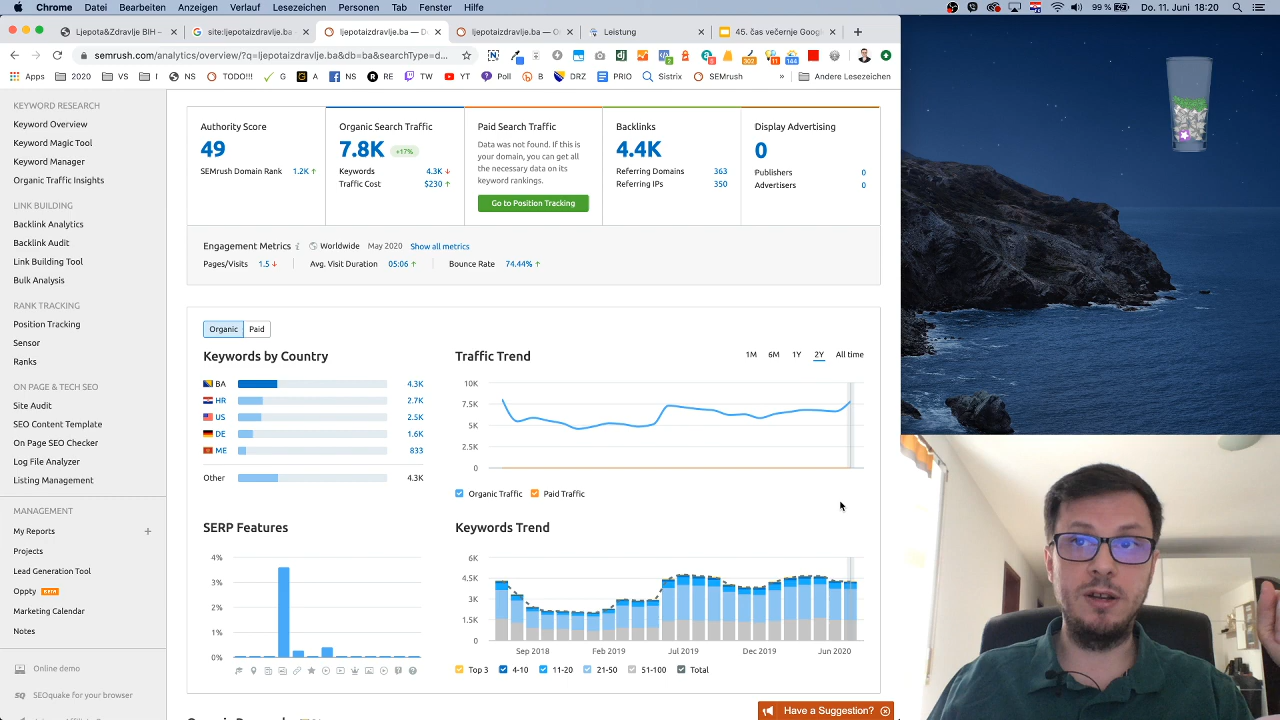 Chrome Datei Bearbeiten Anzeigen Verlauf Lesezeichen Personen Tab Fenster Hilfe 99 % Do. 11. Juni 18:20
Ljepota&Zdravlje BIH – site:ljepotaizdravlje.ba ljepotaizdravlje.ba — D ljepotaizdravlje.ba — D Leistung 45. čas večernje Goog
semrush.com/analytics/overview/?q=ljepotaizdravlje.ba&db=ba&searchType=d...
Apps 2020 VS I NS TODO!!! G A NS RE TW YT Poll B DRZ PRIO Sistrix SEMrush » Andere Lesezeichen
KEYWORD RESEARCH
Keyword Overview
Keyword Magic Tool
Keyword Manager
Organic Traffic Insights
LINK BUILDING
Backlink Analytics
Backlink Audit
Link Building Tool
Bulk Analysis
RANK TRACKING
Position Tracking
Sensor
Ranks
ON PAGE & TECH SEO
Site Audit
SEO Content Template
On Page SEO Checker
Log File Analyzer
Listing Management
MANAGEMENT
My Reports +
Projects
Lead Generation Tool
Oppty BETA
Marketing Calendar
Notes
Online demo
SEOquake for your browser
Authority Score
49
SEMrush Domain Rank 1.2K ↑
Organic Search Traffic
7.8K +17%
Keywords 4.3K ↓
Traffic Cost $230 ↑
Paid Search Traffic
Data was not found. If this is
your domain, you can get all
the necessary data on its
keyword rankings.
Go to Position Tracking
Backlinks
4.4K
Referring Domains 363
Referring IPs 350
Display Advertising
0
Publishers 0
Advertisers 0
Engagement Metrics i Worldwide May 2020 Show all metrics
Pages/Visits 1.5 ↓ Avg. Visit Duration 05:06 ↑ Bounce Rate 74.44% ↑
Organic Paid
Keywords by Country
BA 4.3K
HR 2.7K
US 2.5K
DE 1.6K
ME 833
Other 4.3K
Traffic Trend
1M 6M 1Y 2Y All time
10K
7.5K
5K
2.5K
0
Organic Traffic Paid Traffic
SERP Features
4%
3%
2%
1%
0%
Keywords Trend
6K
4.5K
3K
1.5K
0
Sep 2018 Feb 2019 Jul 2019 Dec 2019 Jun 2020
Top 3 4-10 11-20 21-50 51-100 Total
Have a Suggestion?